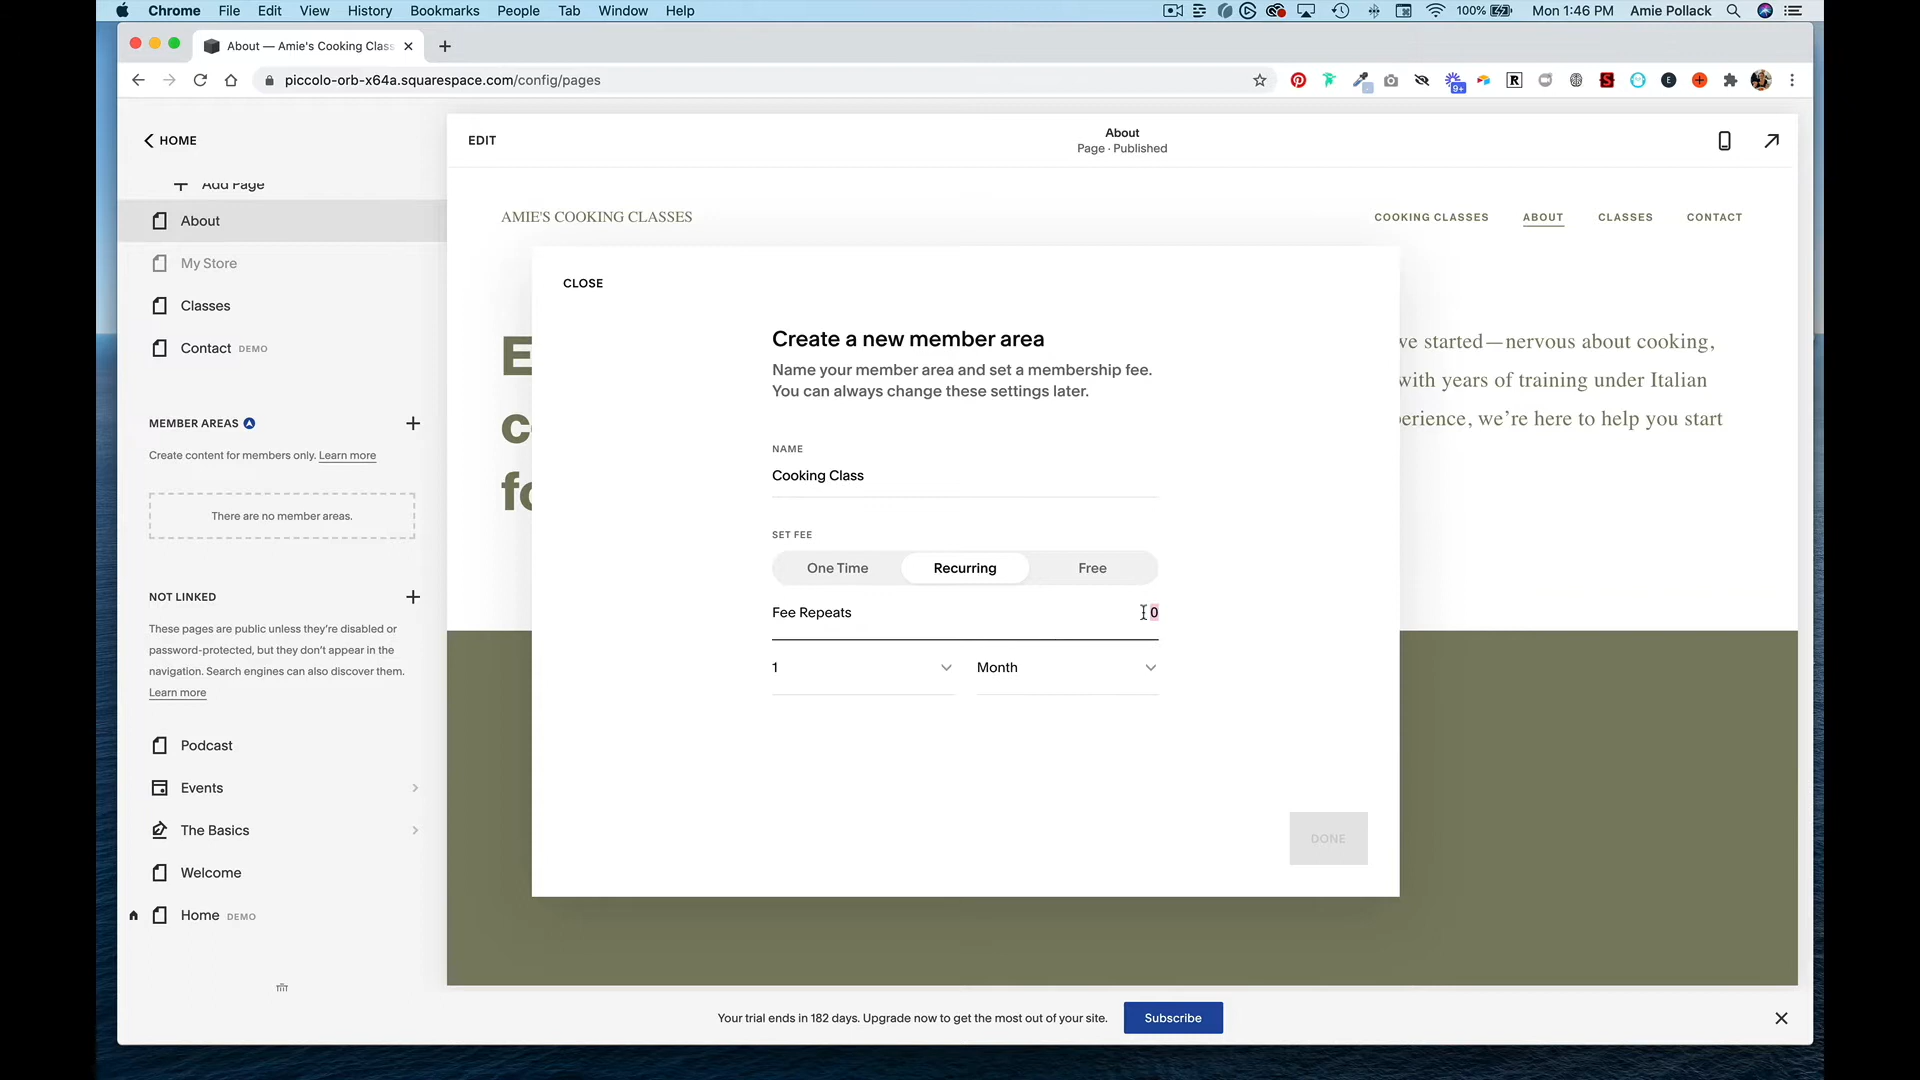 Chrome File Edit View History Bookmarks People Tab Window Help 100% Mon 1:46 PM Amie Pollack
About — Amie's Cooking Clas
piccolo-orb-x64a.squarespace.com/config/pages
9+
HOME
EDIT
About
Page · Published
Add Page
About
My Store
Classes
Contact DEMO
MEMBER AREAS
Create content for members only. Learn more
There are no member areas.
NOT LINKED
These pages are public unless they're disabled or
password-protected, but they don't appear in the
navigation. Search engines can also discover them.
Learn more
Podcast
Events
The Basics
Welcome
Home DEMO
AMIE'S COOKING CLASSES
COOKING CLASSES ABOUT CLASSES CONTACT
CLOSE
Create a new member area
Name your member area and set a membership fee.
You can always change these settings later.
NAME
Cooking Class
SET FEE
One Time Recurring Free
Fee Repeats 0
1 Month
DONE
E
c
fo
ve started—nervous about cooking,
with years of training under Italian
perience, we're here to help you start
Your trial ends in 182 days. Upgrade now to get the most out of your site. Subscribe